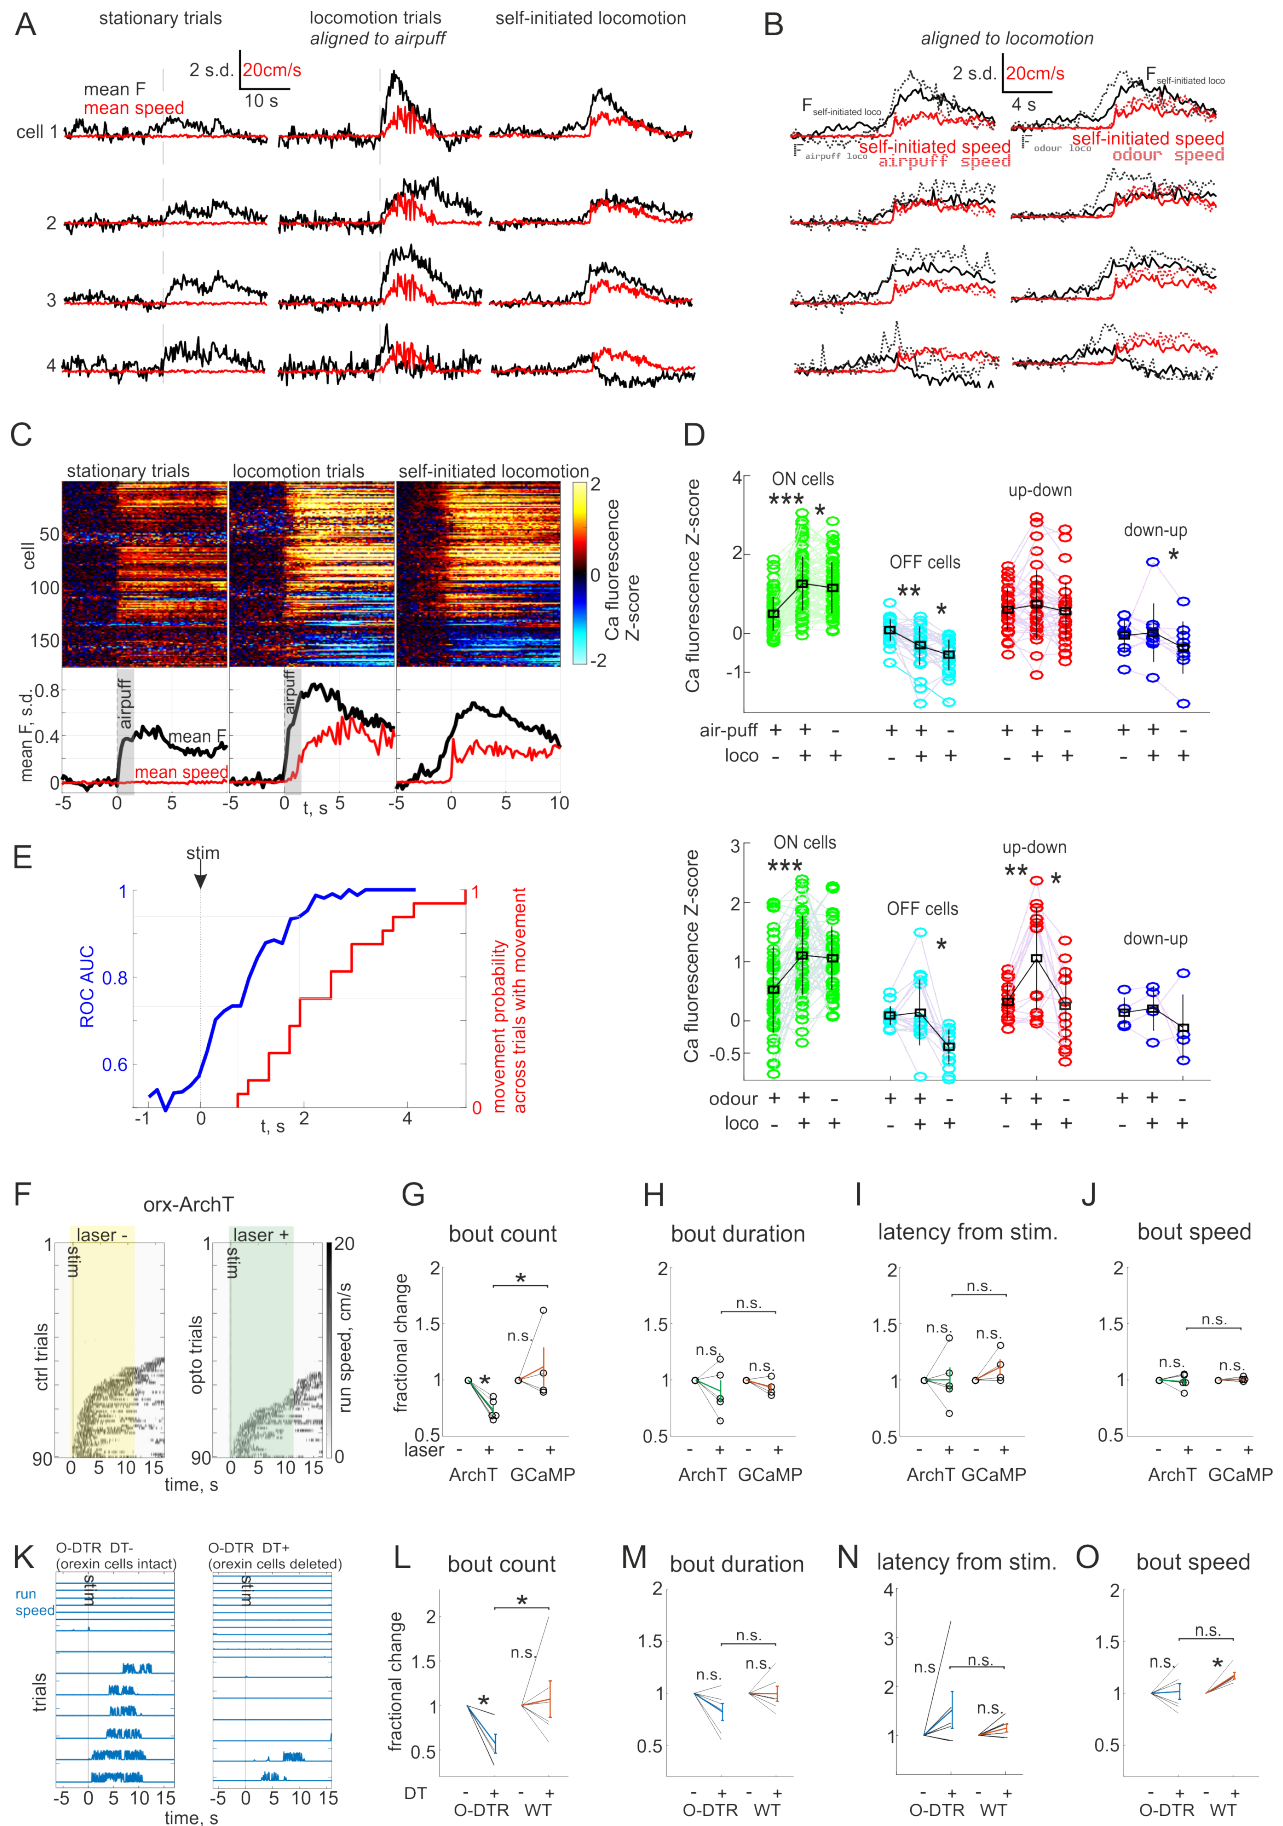 A
stationary trials
locomotion trials
aligned to airpuff
self-initiated locomotion
2 s.d.
20cm/s
10 s
mean F
mean speed
cell 1
2
3
4
B
aligned to locomotion
2 s.d.
20cm/s
4 s
F self-initiated loco
F self-initiated loco
F airpuff loco
self-initiated speed
airpuff speed
F odour loco
self-initiated speed
odour speed
C
stationary trials
locomotion trials
self-initiated locomotion
cell
50
100
150
2
0
-2
Ca fluorescence
Z-score
mean F, s.d.
0.8
0.4
0
airpuff
mean F
mean speed
airpuff
-5 0 5
-5 0 5
-5 0 5 10
t, s
D
Ca fluorescence Z-score
4
2
0
-1
ON cells
*** *
OFF cells
** *
up-down
down-up
*
air-puff + + - + + - + + - + + -
loco - + + - + + - + + - + +
Ca fluorescence Z-score
3
2
1
0
-0.5
ON cells
***
OFF cells
*
up-down
** *
down-up
odour + + - + + - + + - + + -
loco - + + - + + - + + - + +
E
stim
ROC AUC
1
0.8
0.6
1
0
movement probability
across trials with movement
-1 0 2 4
t, s
F
orx-ArchT
laser -
laser +
stim
stim
ctrl trials
1
90
opto trials
1
90
20
0
run speed, cm/s
0 5 10 15
0 5 10 15
time, s
G
bout count
fractional change
2
1.5
1
0.5
*
n.s.
*
laser - + - +
ArchT GCaMP
H
bout duration
2
1.5
1
0.5
n.s.
n.s.
n.s.
- + - +
ArchT GCaMP
I
latency from stim.
2
1.5
1
0.5
n.s.
n.s.
n.s.
- + - +
ArchT GCaMP
J
bout speed
2
1.5
1
0.5
n.s.
n.s.
n.s.
- + - +
ArchT GCaMP
K
O-DTR DT-
(orexin cells intact)
O-DTR DT+
(orexin cells deleted)
stim
stim
run
speed
trials
-5 0 5 10 15
-5 0 5 10 15
time, s
L
bout count
fractional change
2
1.5
1
0.5
*
n.s.
*
DT - + - +
O-DTR WT
M
bout duration
2
1.5
1
0.5
n.s.
n.s.
n.s.
- + - +
O-DTR WT
N
latency from stim.
4
3
2
1
n.s
n.s.
n.s.
- + - +
O-DTR WT
O
bout speed
2
1.5
1
0.5
n.s.
n.s.
*
- + - +
O-DTR WT